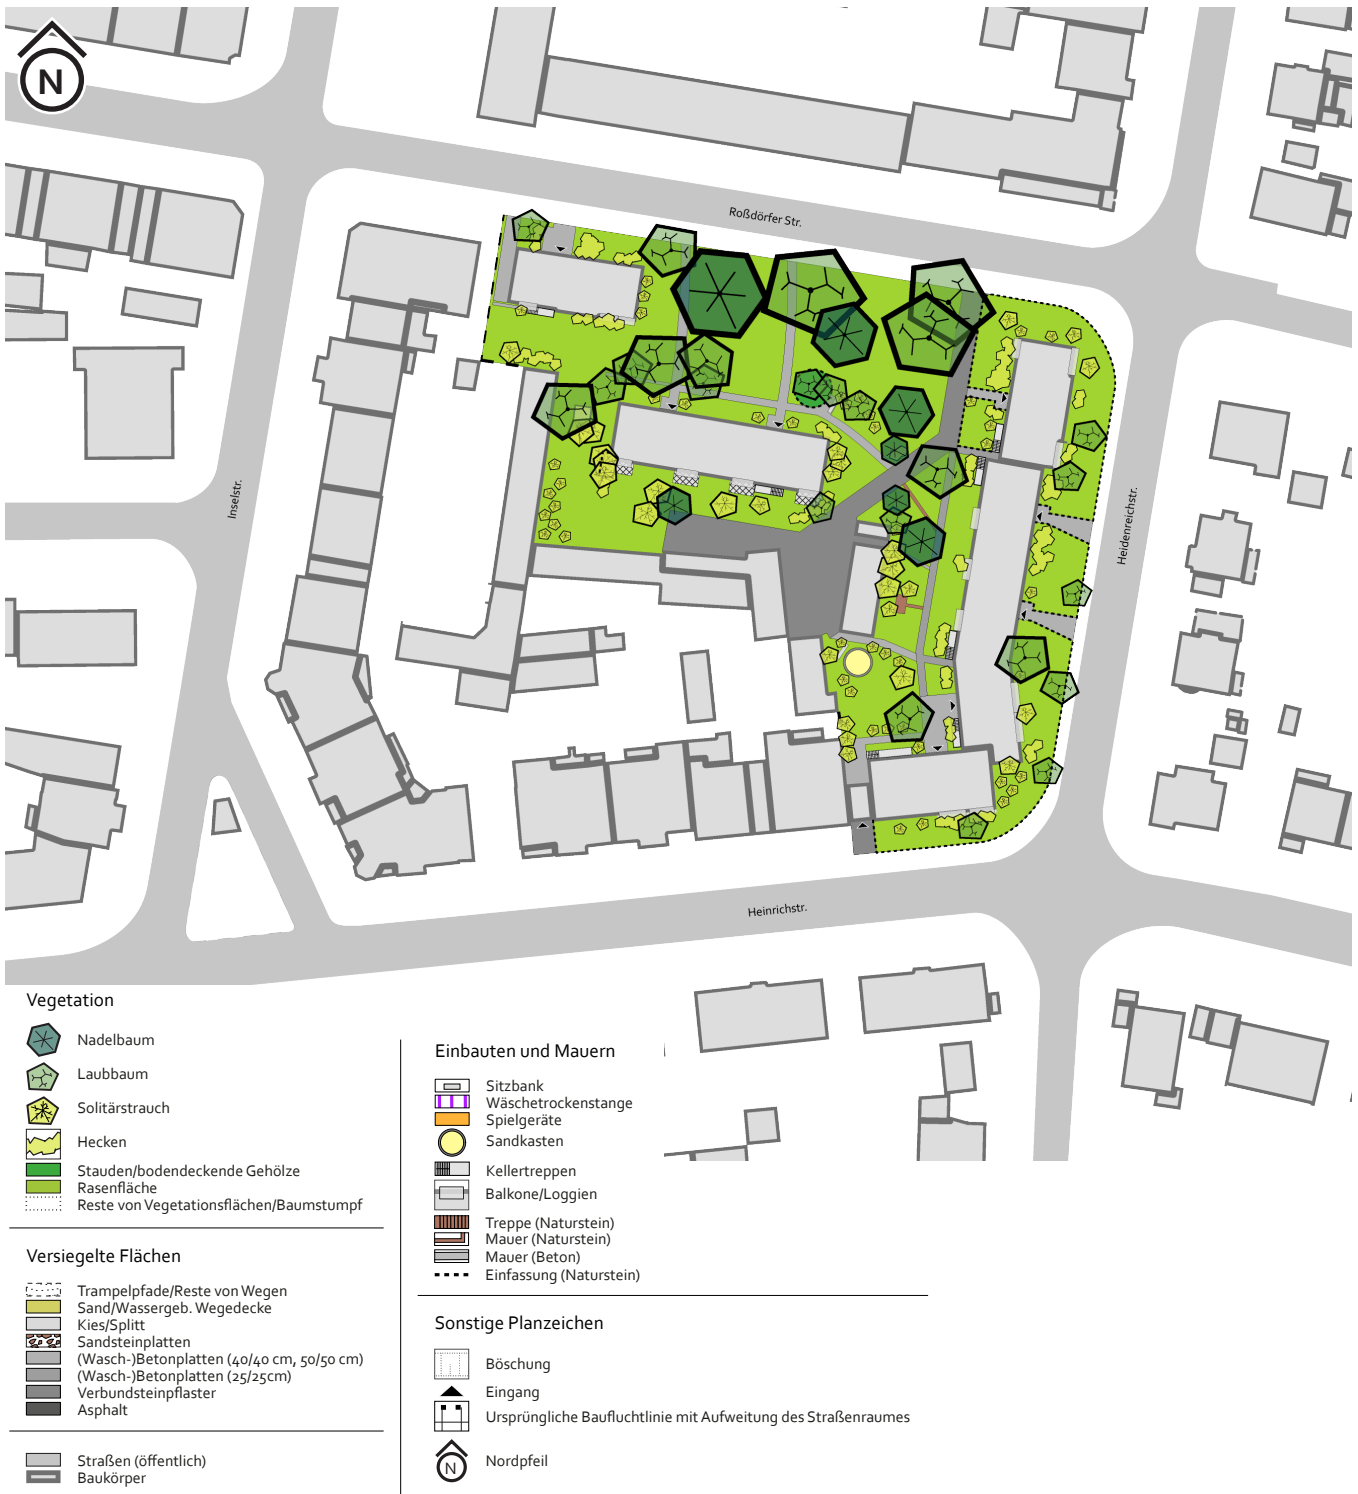 N
Roßdörfer Str.
Inselstr.
Heidenreichstr.
Heinrichstr.
Vegetation
Nadelbaum
Laubbaum
Solitärstrauch
Hecken
Stauden/bodendeckende Gehölze
Rasenfläche
Reste von Vegetationsflächen/Baumstumpf
Versiegelte Flächen
Trampelpfade/Reste von Wegen
Sand/Wassergeb. Wegedecke
Kies/Splitt
Sandsteinplatten
(Wasch-)Betonplatten (40/40 cm, 50/50 cm)
(Wasch-)Betonplatten (25/25cm)
Verbundsteinpflaster
Asphalt
Straßen (öffentlich)
Baukörper
Einbauten und Mauern
Sitzbank
Wäschetrockenstange
Spielgeräte
Sandkasten
Kellertreppen
Balkone/Loggien
Treppe (Naturstein)
Mauer (Naturstein)
Mauer (Beton)
Einfassung (Naturstein)
Sonstige Planzeichen
Böschung
Eingang
Ursprüngliche Baufluchtlinie mit Aufweitung des Straßenraumes
N
Nordpfeil